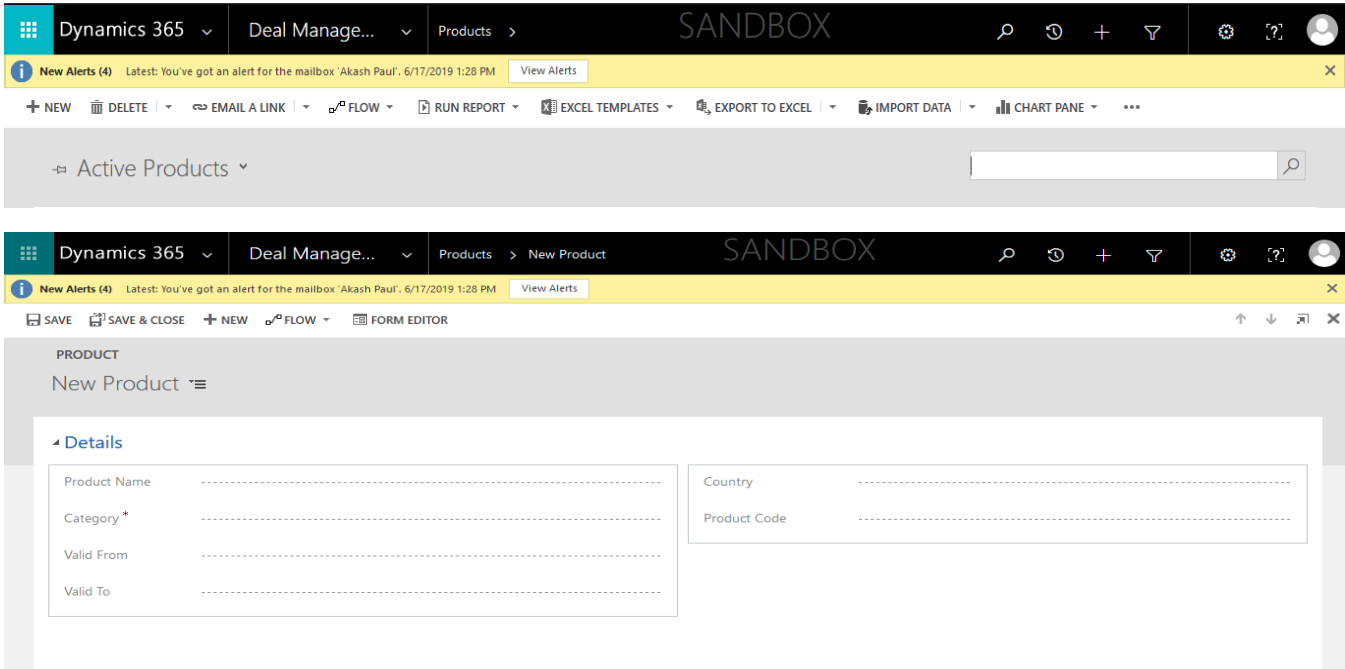 Dynamics 365 Deal Manage... Products > SANDBOX [?]
i New Alerts (4) Latest: You've got an alert for the mailbox 'Akash Paul'. 6/17/2019 1:28 PM View Alerts ×
+ NEW DELETE EMAIL A LINK FLOW RUN REPORT EXCEL TEMPLATES EXPORT TO EXCEL IMPORT DATA CHART PANE •••
Active Products
Dynamics 365 Deal Manage... Products > New Product SANDBOX [?]
i New Alerts (4) Latest: You've got an alert for the mailbox 'Akash Paul'. 6/17/2019 1:28 PM View Alerts ×
SAVE SAVE & CLOSE + NEW FLOW FORM EDITOR
PRODUCT
New Product
Details
Product Name Country
Category * Product Code
Valid From
Valid To